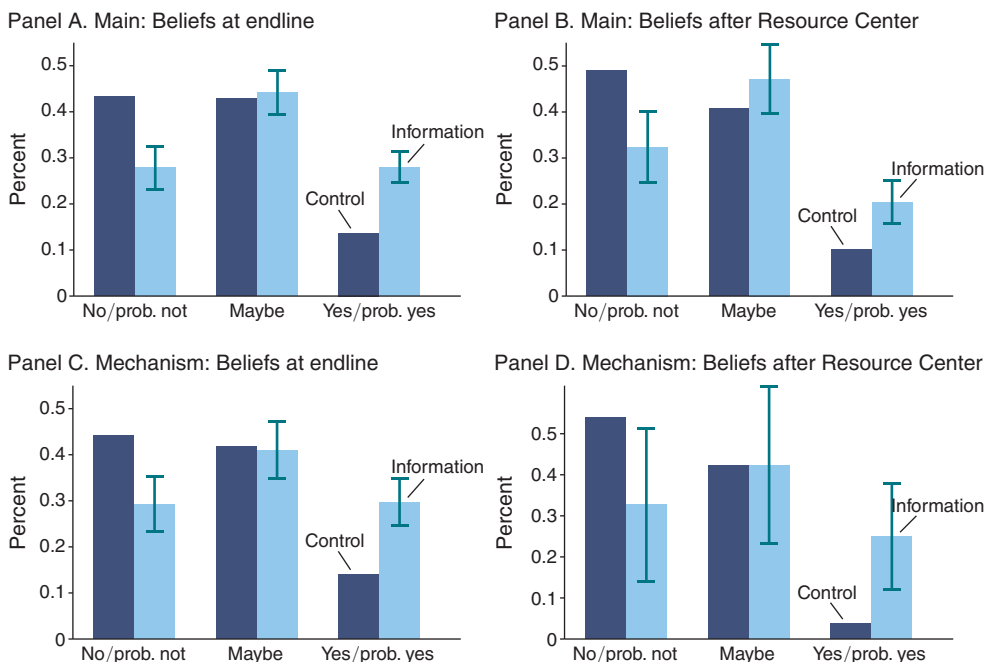 Panel A. Main: Beliefs at endline
0.5
0.4
0.3
0.2
0.1
0
Percent
Control
Information
No/prob. not
Maybe
Yes/prob. yes
Panel B. Main: Beliefs after Resource Center
0.5
0.4
0.3
0.2
0.1
0
Percent
Control
Information
No/prob. not
Maybe
Yes/prob. yes
Panel C. Mechanism: Beliefs at endline
0.5
0.4
0.3
0.2
0.1
0
Percent
Control
Information
No/prob. not
Maybe
Yes/prob. yes
Panel D. Mechanism: Beliefs after Resource Center
0.5
0.4
0.3
0.2
0.1
0
Percent
Control
Information
No/prob. not
Maybe
Yes/prob. yes